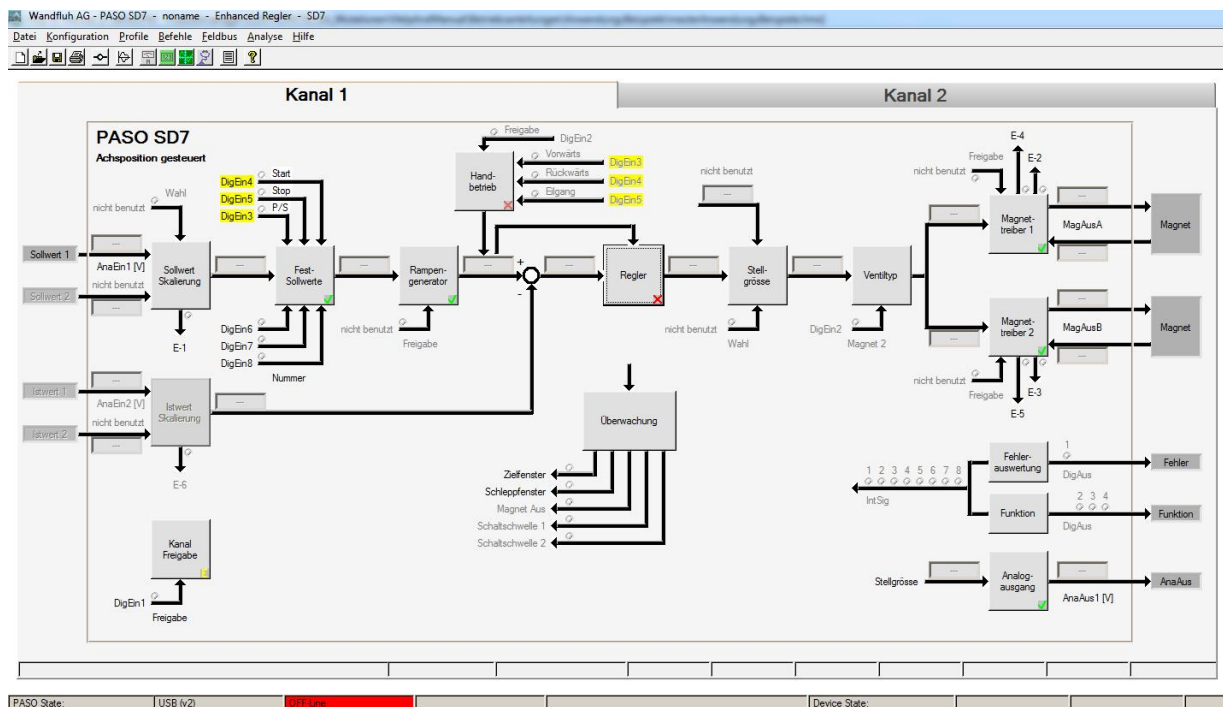 Wandfluh AG - PASO SD7 - noname - Enhanced Regler - SD7
Datei Konfiguration Profile Befehle Feldbus Analyse Hilfe
Kanal 1
Kanal 2
PASO SD7
Achsposition gesteuert
Wahl
nicht benutzt
Sollwert 1
AnaEin1 [V]
nicht benutzt
Sollwert 2
Sollwert
Skalierung
E-1
DigEin4
Start
DigEin5
Stop
DigEin3
P/S
Fest-
Sollwerte
DigEin6
DigEin7
DigEin8
Nummer
Rampen-
generator
nicht benutzt
Freigabe
Freigabe
DigEin2
Hand-
betrieb
Vorwärts
DigEin3
Rückwärts
DigEin4
Eilgang
DigEin5
+
-
Regler
nicht benutzt
Stell-
grösse
nicht benutzt
Wahl
Ventiltyp
DigEin2
Magnet 2
E-4
Freigabe
E-2
nicht benutzt
Magnet-
treiber 1
MagAusA
Magnet
Magnet-
treiber 2
MagAusB
Magnet
nicht benutzt
Freigabe
E-3
E-5
Istwert 1
AnaEin2 [V]
nicht benutzt
Istwert 2
Istwert
Skalierung
E-6
Überwachung
Zielfenster
Schleppfenster
Magnet Aus
Schaltschwelle 1
Schaltschwelle 2
1 2 3 4 5 6 7 8
IntSig
Fehler-
auswertung
1
DigAus
Fehler
Funktion
2 3 4
DigAus
Funktion
Kanal
Freigabe
DigEin1
Freigabe
Stellgrösse
Analog-
ausgang
AnaAus1 [V]
AnaAus
PASO State:
USB (v2)
OFF-Line
Device State: